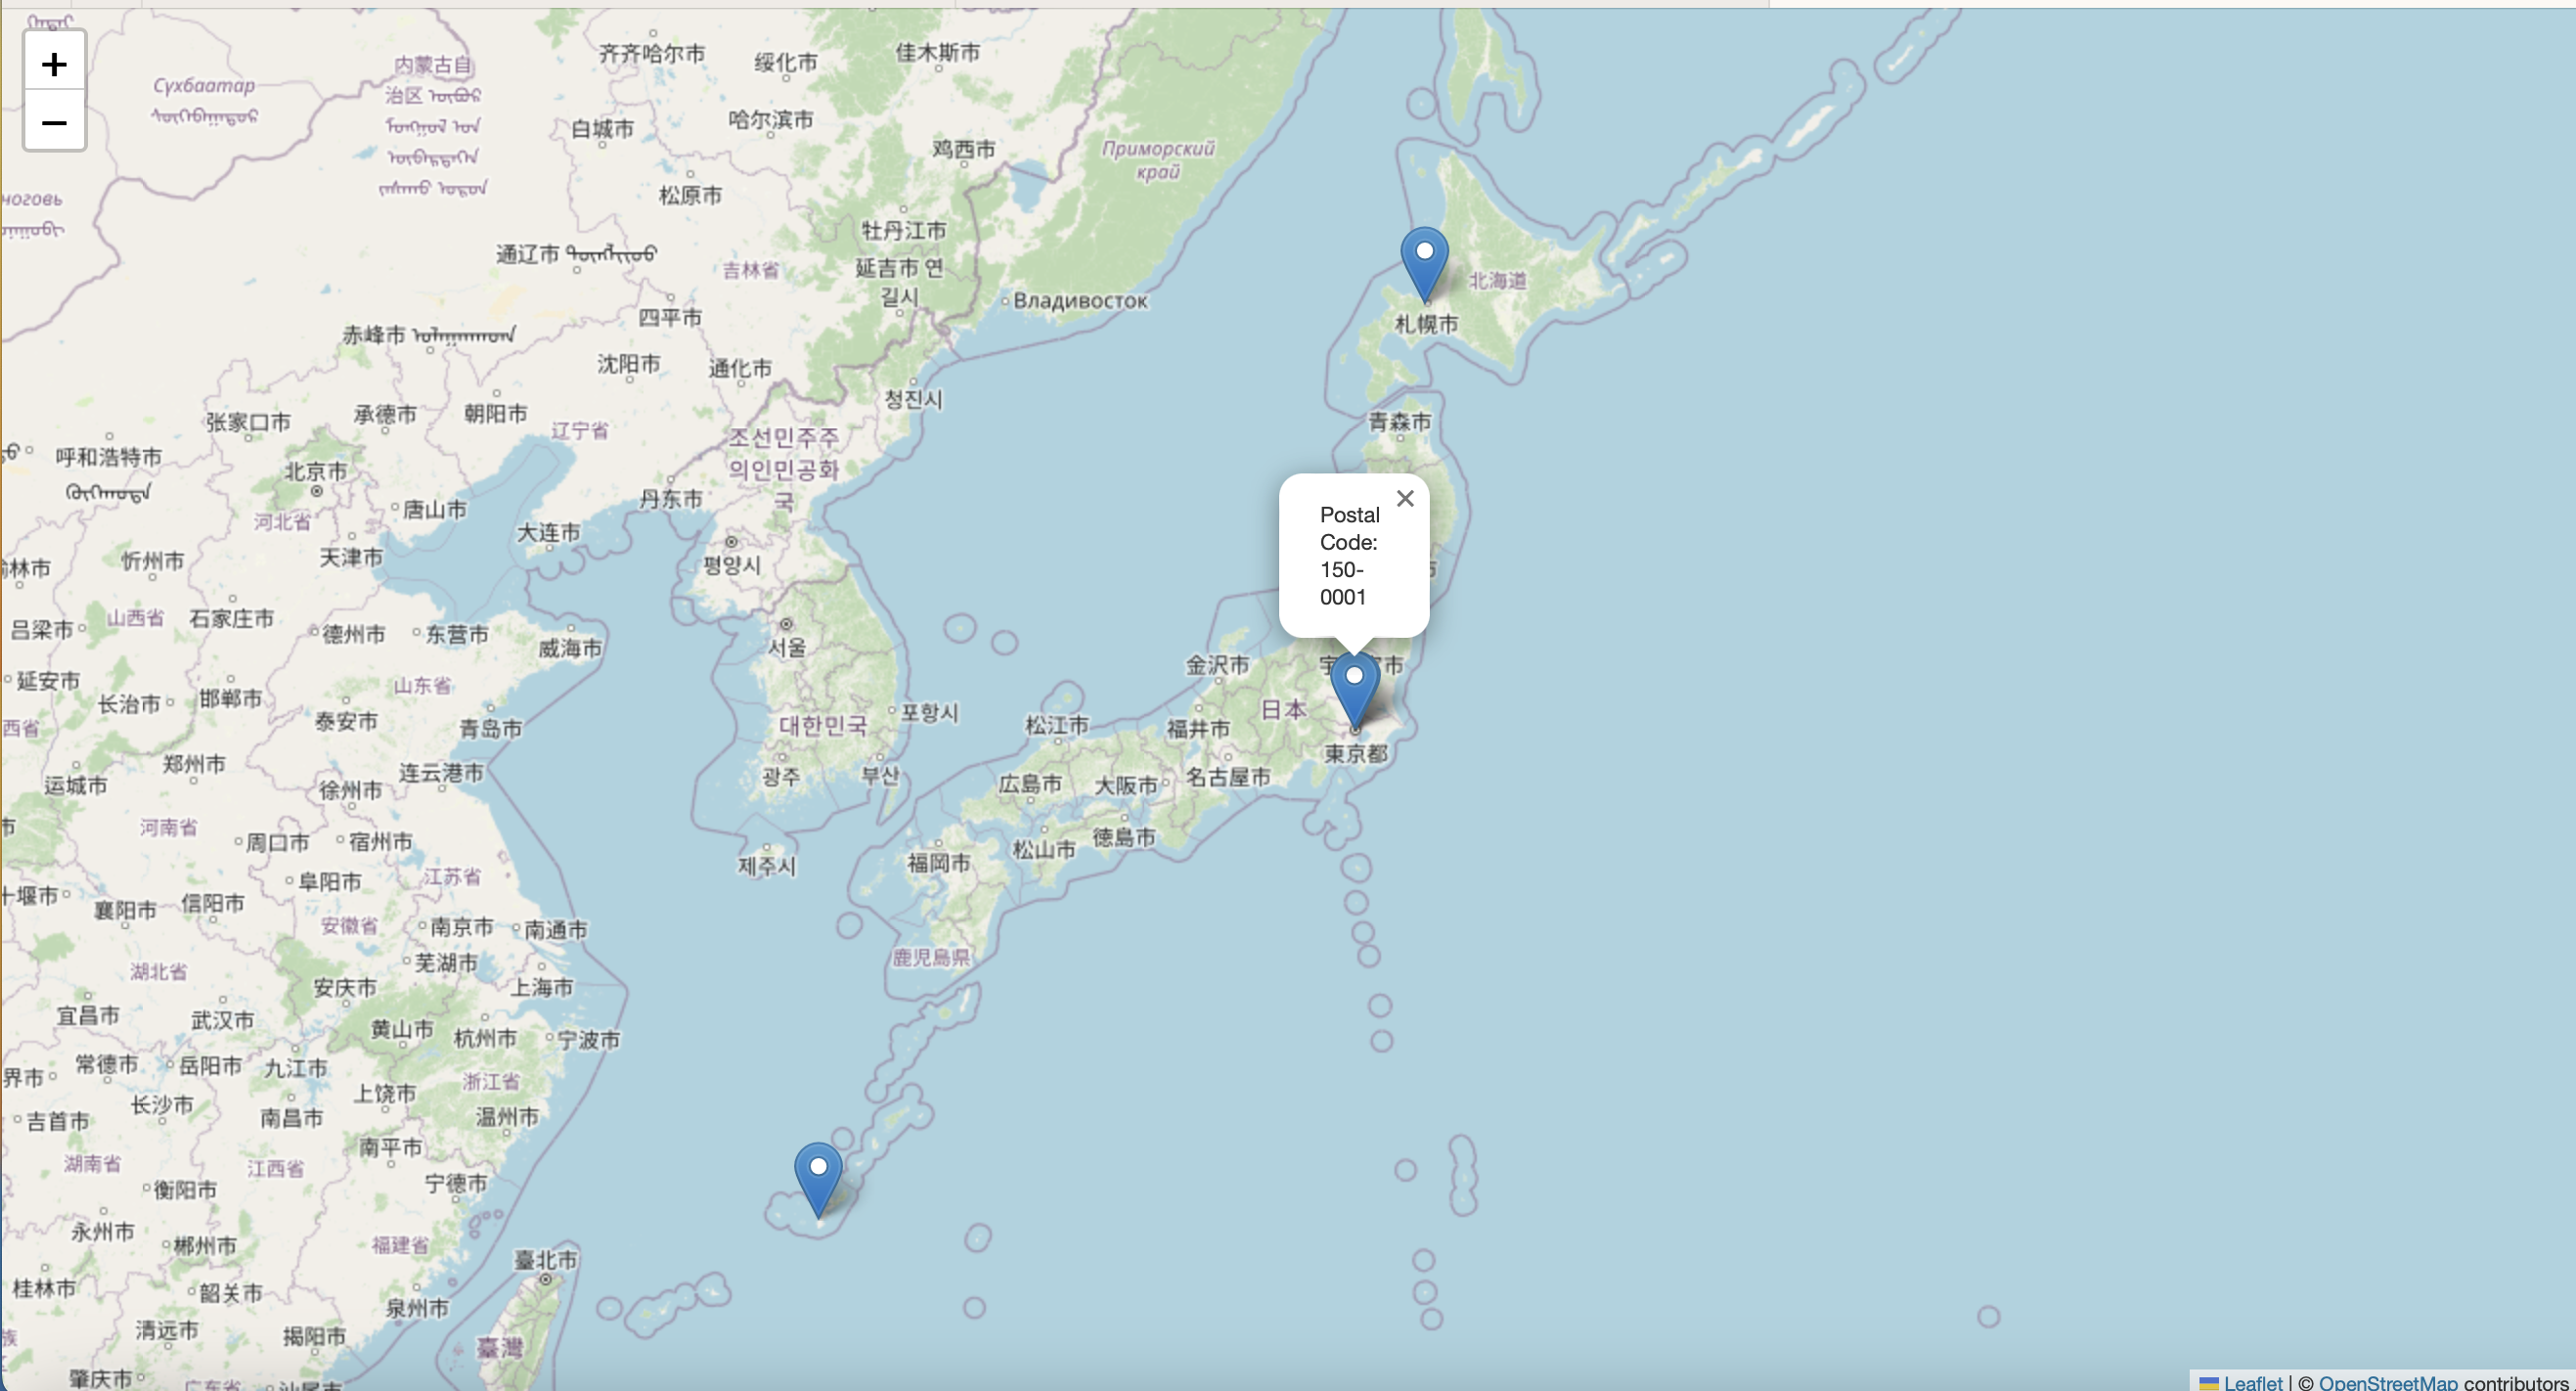 +
−
Сүхбаатар
内蒙古自
治区
齐齐哈尔市
绥化市
佳木斯市
白城市
哈尔滨市
鸡西市
Приморский
край
松原市
牡丹江市
通辽市
吉林省
延吉市 연
길시
Владивосток
北海道
札幌市
四平市
赤峰市
沈阳市
通化市
청진시
张家口市
承德市
朝阳市
辽宁省
青森市
呼和浩特市
北京市
조선민주주
의인민공화
국
丹东市
唐山市
河北省
大连市
天津市
忻州市
평양시
Postal
Code:
150-
0001
×
山西省
石家庄市
吕梁市
德州市
东营市
威海市
서울
金沢市
延安市
长治市
邯郸市
山东省
泰安市
青岛市
대한민국
포항시
松江市
福井市
日本
東京都
郑州市
运城市
连云港市
徐州市
광주
부산
広島市
大阪市
名古屋市
河南省
周口市
宿州市
제주시
福岡市
松山市
徳島市
江苏省
阜阳市
十堰市
襄阳市
信阳市
安徽省
南京市
南通市
鹿児島県
湖北省
芜湖市
安庆市
上海市
宜昌市
武汉市
黄山市
杭州市
宁波市
界市
常德市
岳阳市
九江市
浙江省
上饶市
吉首市
长沙市
南昌市
温州市
南平市
湖南省
江西省
衡阳市
宁德市
永州市
郴州市
福建省
臺北市
桂林市
韶关市
泉州市
清远市
揭阳市
臺灣
肇庆市
Leaflet | © OpenStreetMap contributors